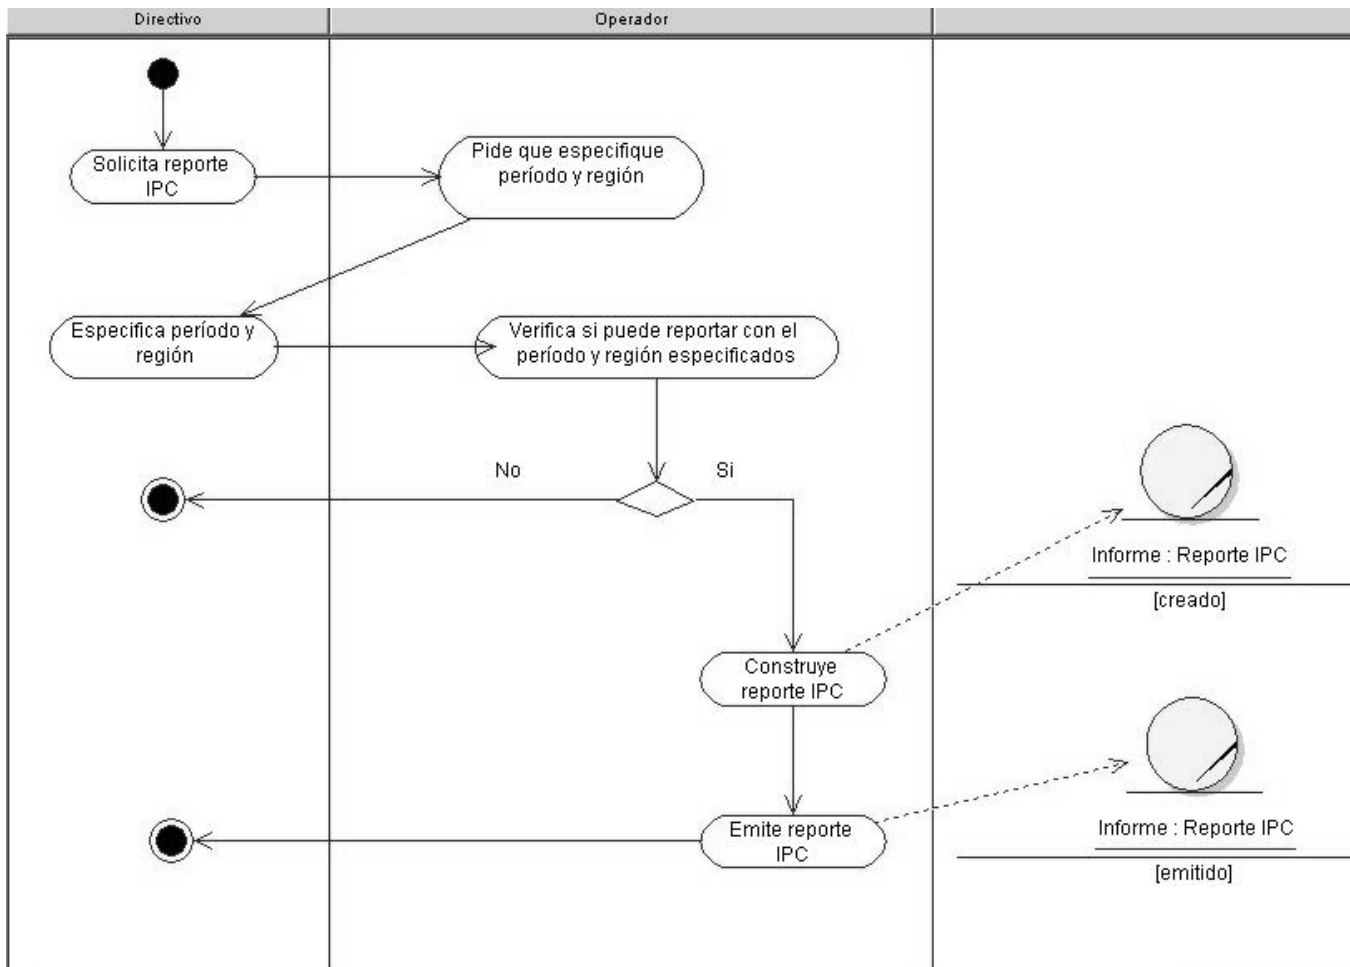 Directivo
Operador
Solicita reporte
IPC
Pide que especifique
período y región
Especifica período y
región
Verifica si puede reportar con el
período y región especificados
No
Si
Informe : Reporte IPC
[creado]
Construye
reporte IPC
Emite reporte
IPC
Informe : Reporte IPC
[emitido]